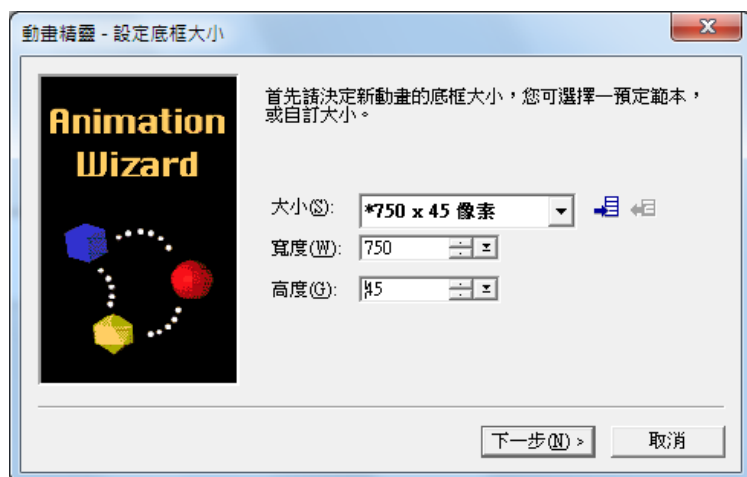 動畫精靈 - 設定底框大小
Animation
Wizard
首先請決定新動畫的底框大小，您可選擇一預定範本，
或自訂大小。
大小(S): *750 x 45 像素
寬度(W): 750
高度(G): 45
下一步(N) > 取消